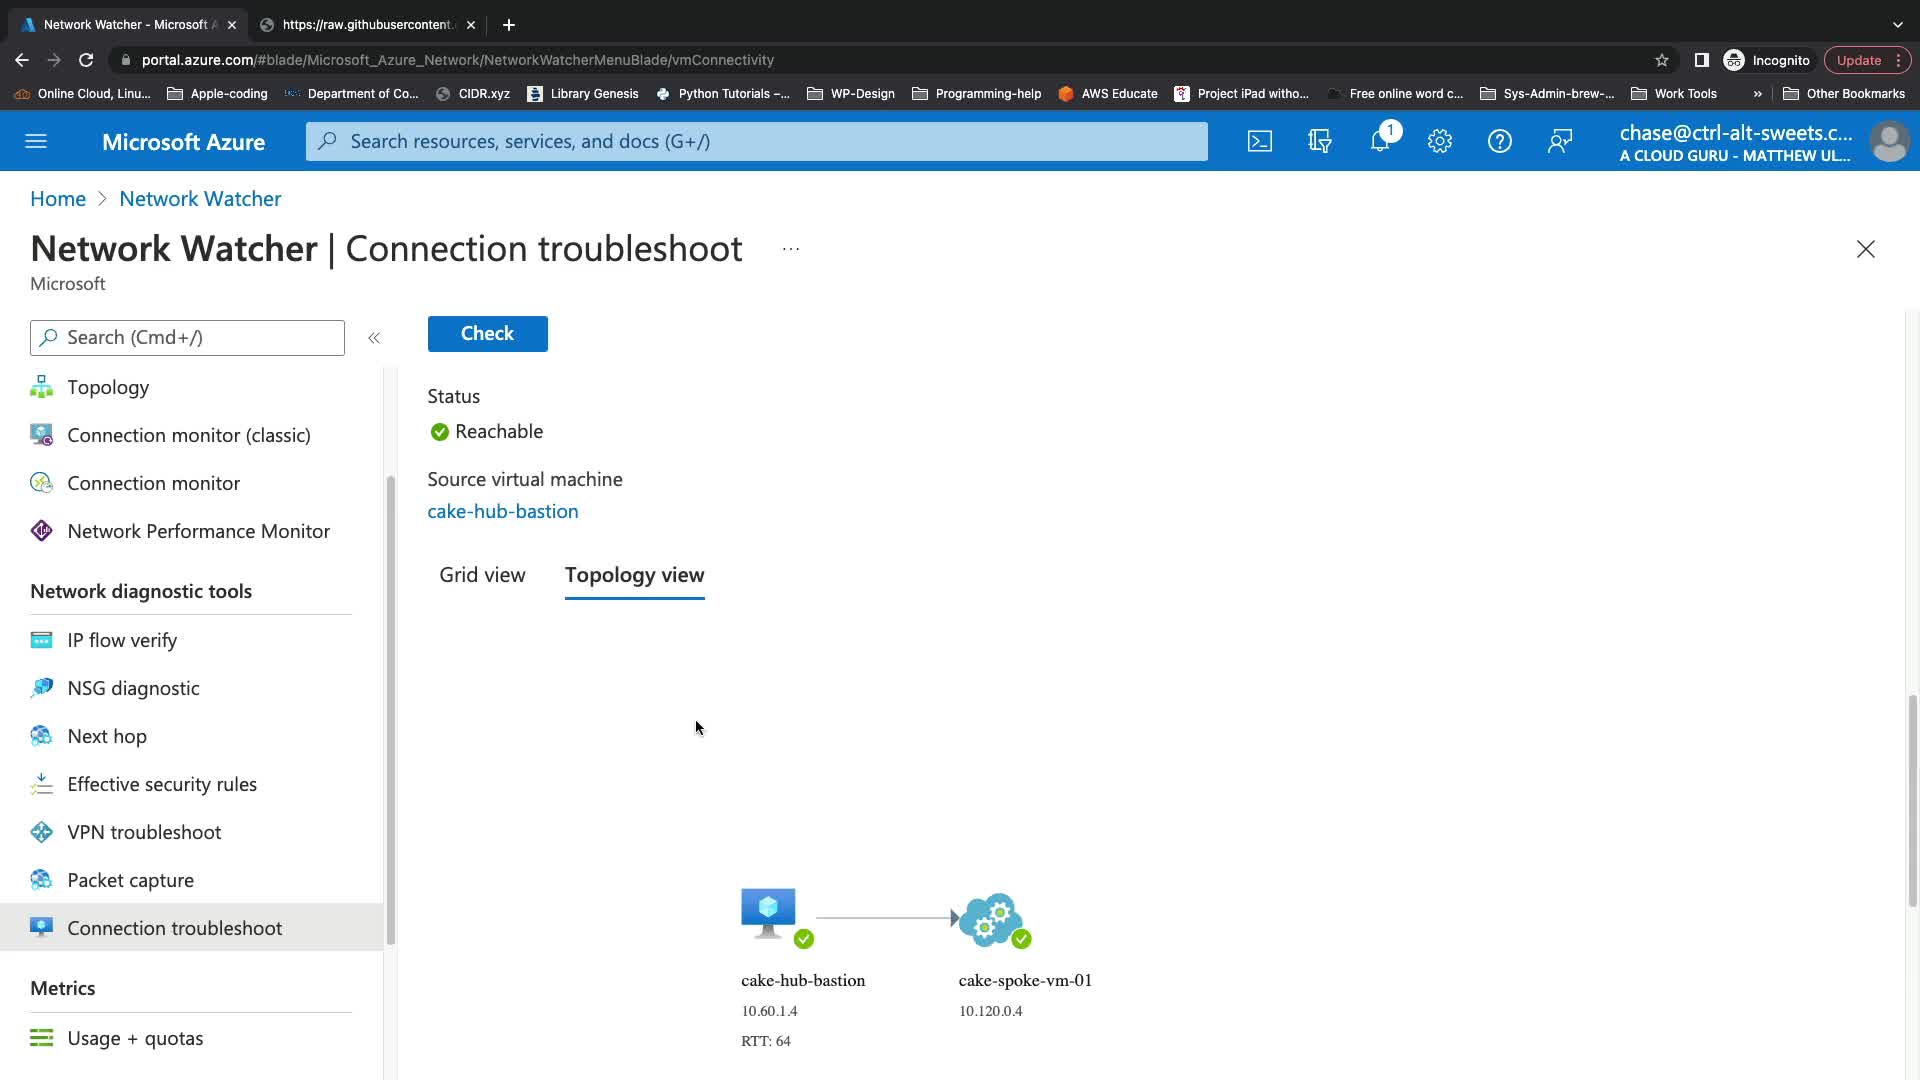 Network Watcher - Microsoft A
https://raw.githubusercontent.
portal.azure.com/#blade/Microsoft_Azure_Network/NetworkWatcherMenuBlade/vmConnectivity
Incognito
Update
Online Cloud, Linu...
Apple-coding
Department of Co...
CIDR.xyz
Library Genesis
Python Tutorials –...
WP-Design
Programming-help
AWS Educate
Project iPad witho...
Free online word c...
Sys-Admin-brew-...
Work Tools
»
Other Bookmarks
Microsoft Azure
Search resources, services, and docs (G+/)
1
chase@ctrl-alt-sweets.c...
A CLOUD GURU - MATTHEW UL...
Home > Network Watcher
Network Watcher | Connection troubleshoot ...
Microsoft
Search (Cmd+/)
«
Topology
Connection monitor (classic)
Connection monitor
Network Performance Monitor
Network diagnostic tools
IP flow verify
NSG diagnostic
Next hop
Effective security rules
VPN troubleshoot
Packet capture
Connection troubleshoot
Metrics
Usage + quotas
Check
Status
Reachable
Source virtual machine
cake-hub-bastion
Grid view
Topology view
cake-hub-bastion
10.60.1.4
RTT: 64
cake-spoke-vm-01
10.120.0.4